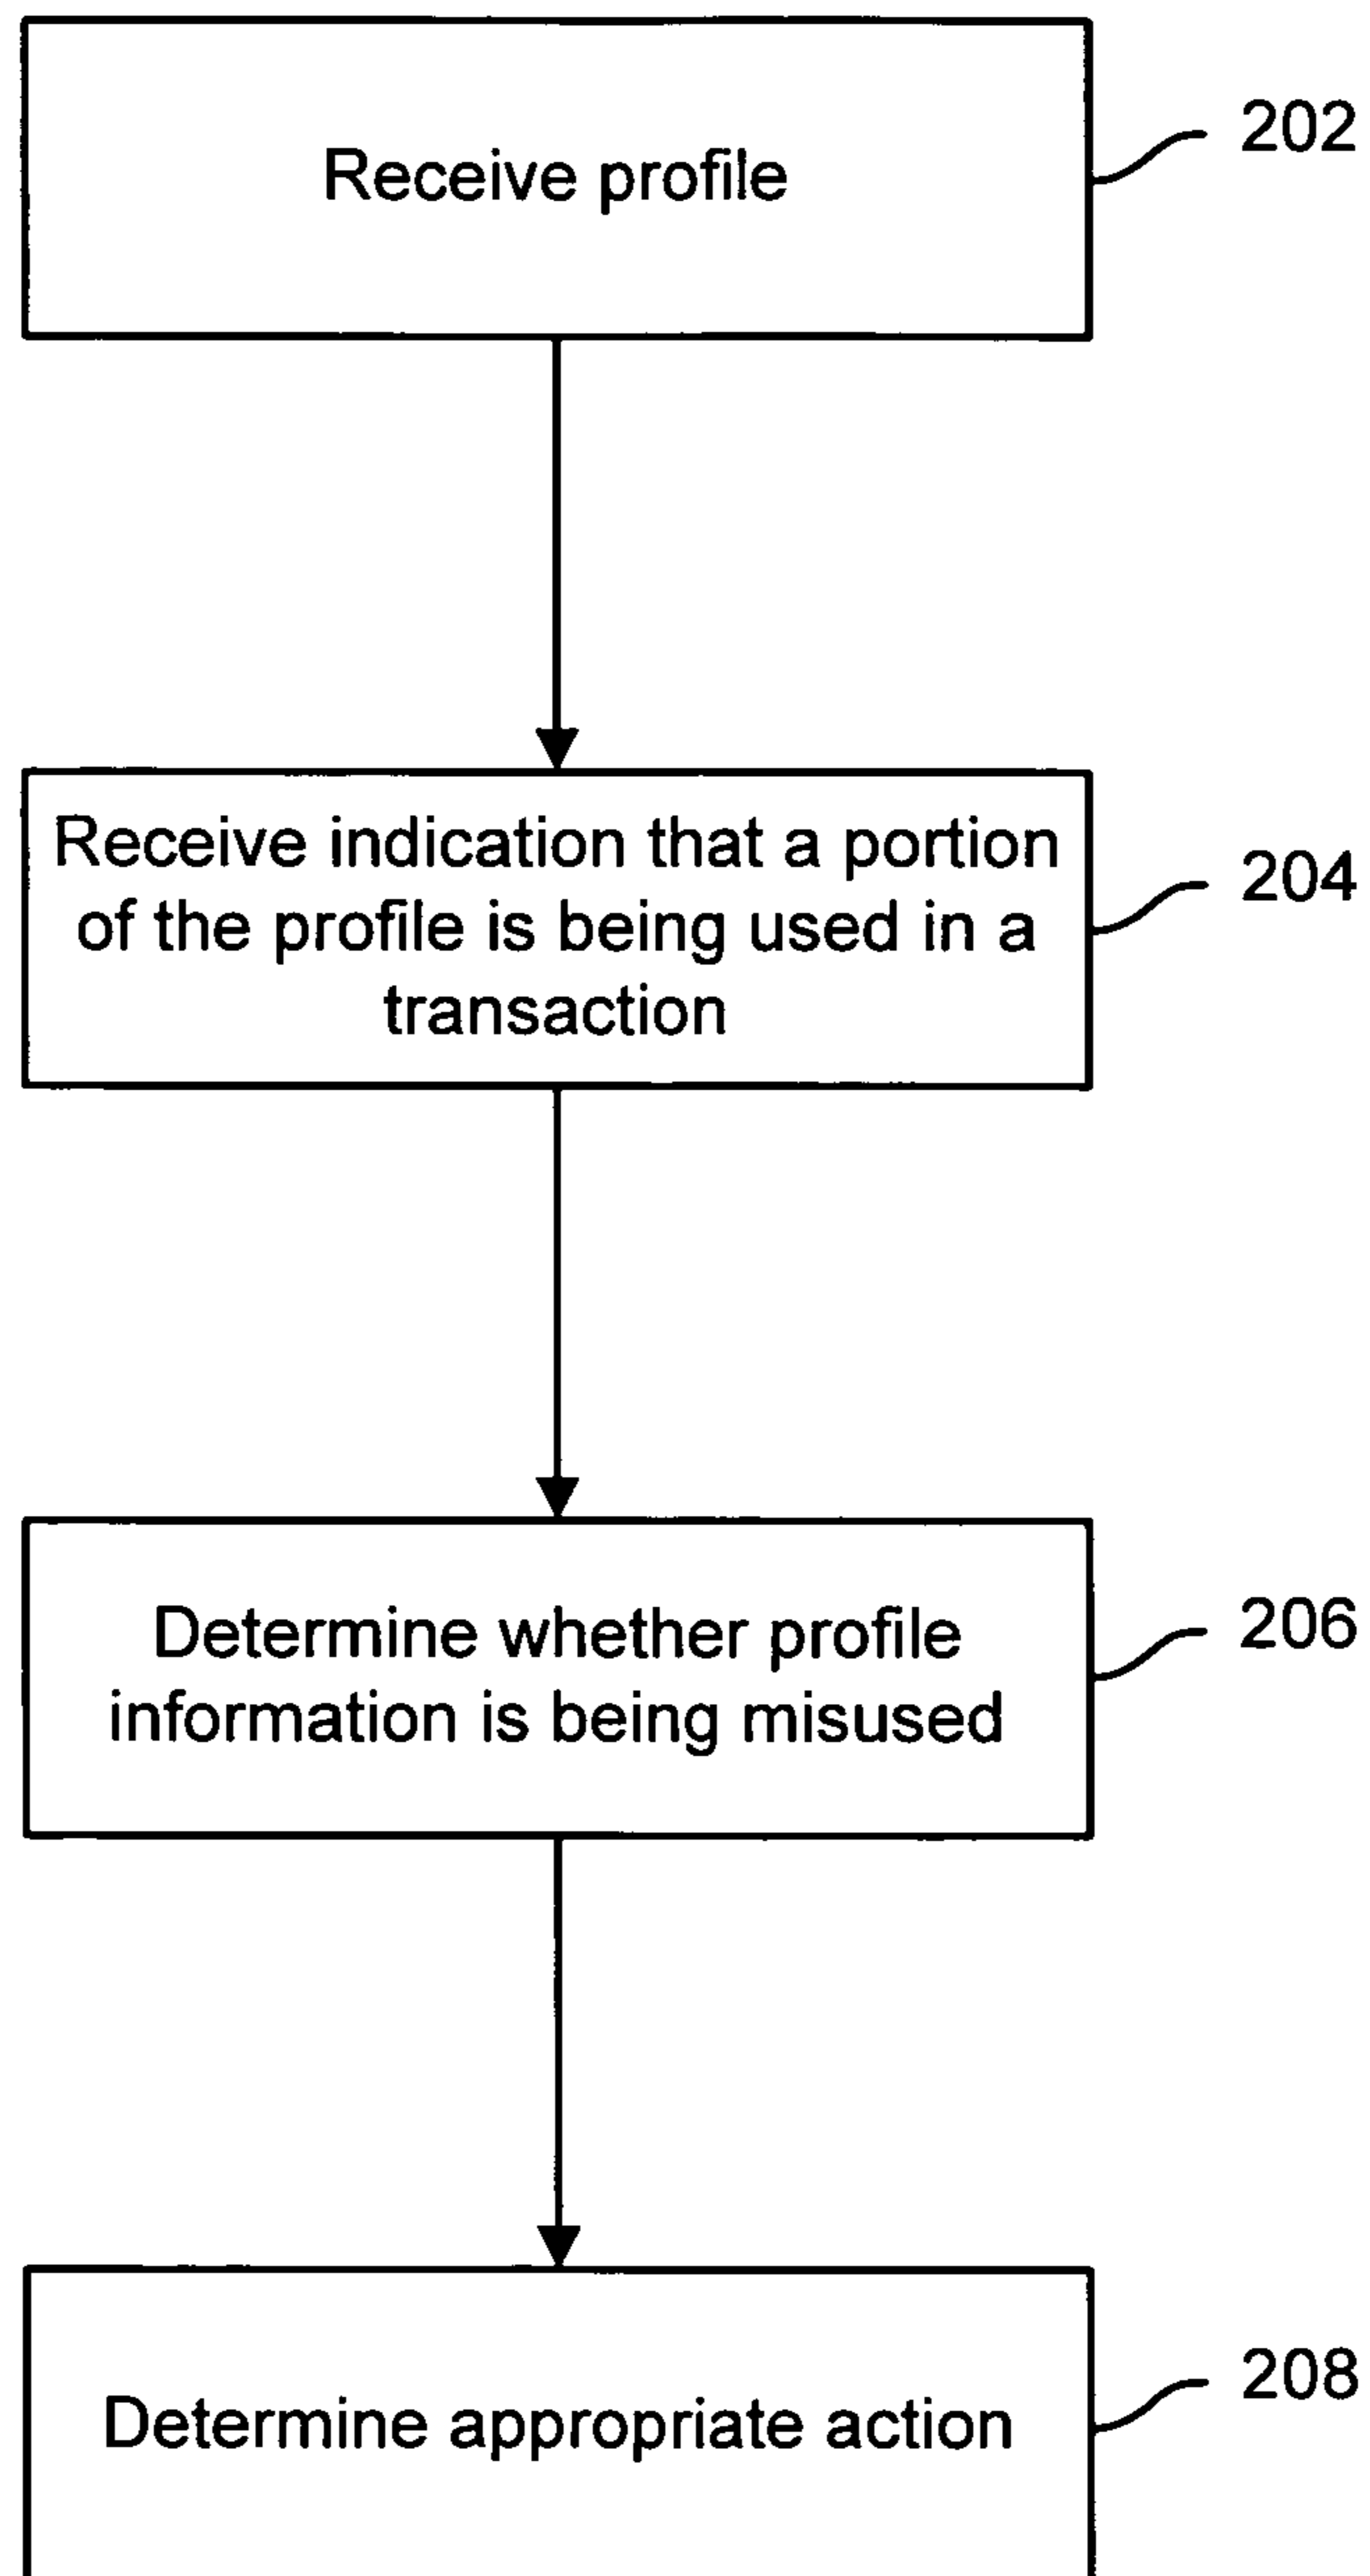 Receive profile
202
Receive indication that a portion
of the profile is being used in a
transaction
204
Determine whether profile
information is being misused
206
Determine appropriate action
208